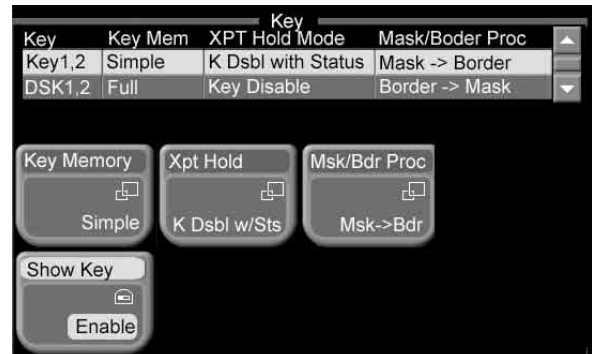 Key
Key Key Mem XPT Hold Mode Mask/Boder Proc
Key1,2 Simple K Dsbl with Status Mask -> Border
DSK1,2 Full Key Disable Border -> Mask
Key Memory Xpt Hold Msk/Bdr Proc
Simple K Dsbl w/Sts Msk->Bdr
Show Key
Enable